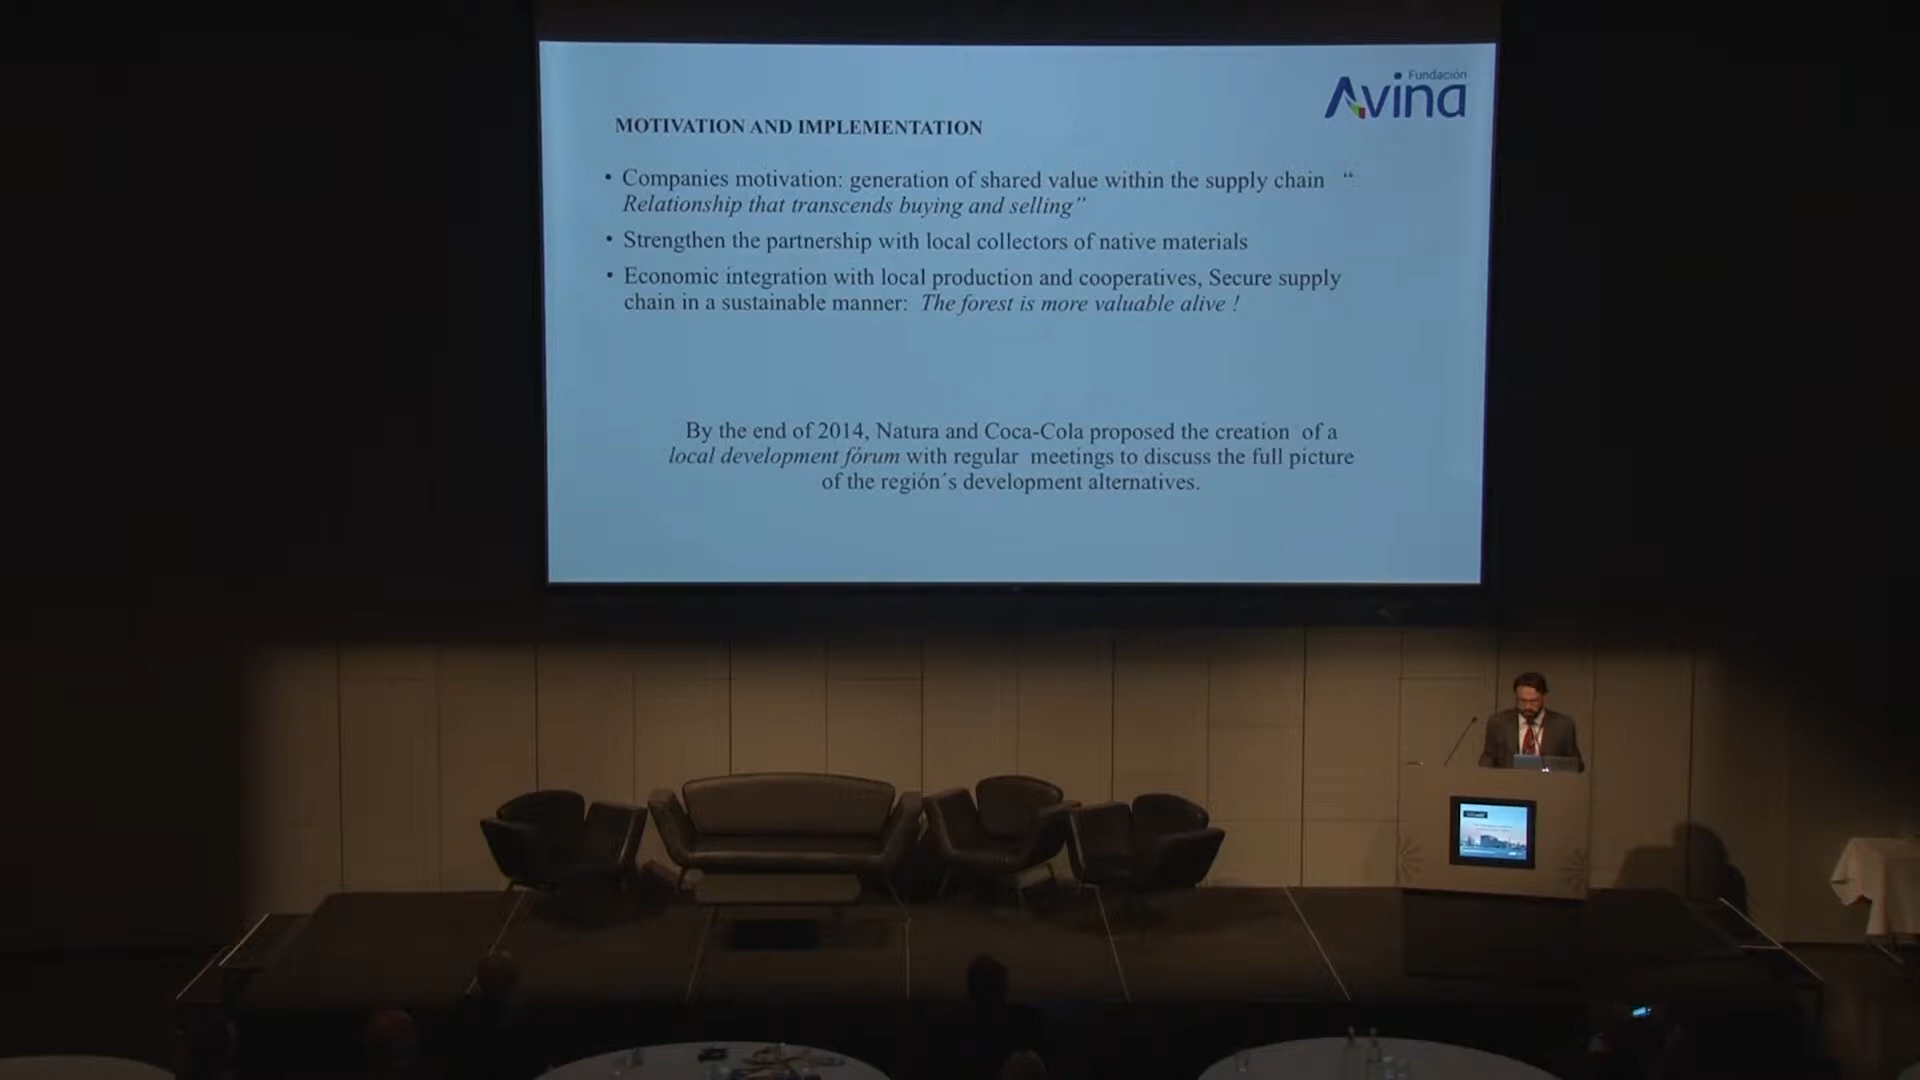 Fundación
Avina
MOTIVATION AND IMPLEMENTATION
• Companies motivation: generation of shared value within the supply chain “
Relationship that transcends buying and selling”
• Strengthen the partnership with local collectors of native materials
• Economic integration with local production and cooperatives, Secure supply
chain in a sustainable manner: The forest is more valuable alive !
By the end of 2014, Natura and Coca-Cola proposed the creation of a
local development fórum with regular meetings to discuss the full picture
of the región´s development alternatives.